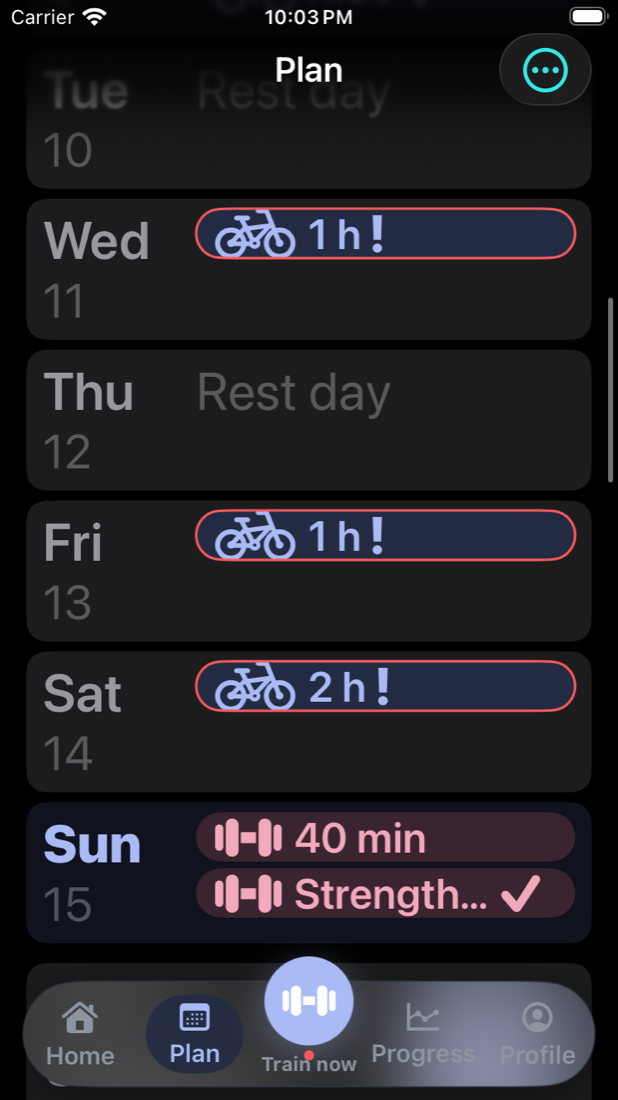 Carrier 10:03 PM
Plan
Tue Rest day
10
Wed 1 h !
11
Thu Rest day
12
Fri 1 h !
13
Sat 2 h !
14
Sun 40 min
15 Strength...
Home Plan Train now Progress Profile